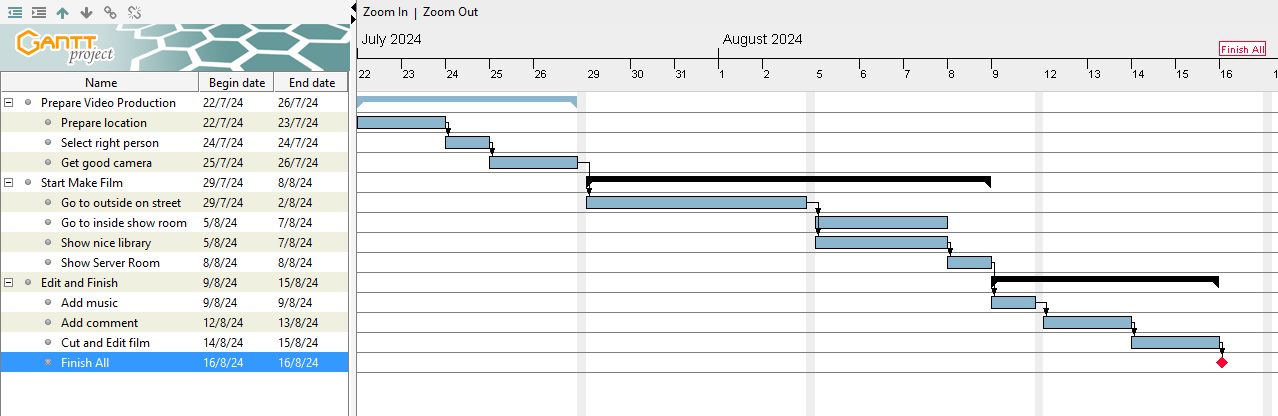 Zoom In | Zoom Out
GANTT project
July 2024 August 2024
Finish All
22 23 24 25 26 29 30 31 1 2 5 6 7 8 9 12 13 14 15 16 1
Name Begin date End date
Prepare Video Production 22/7/24 26/7/24
Prepare location 22/7/24 23/7/24
Select right person 24/7/24 24/7/24
Get good camera 25/7/24 26/7/24
Start Make Film 29/7/24 8/8/24
Go to outside on street 29/7/24 2/8/24
Go to inside show room 5/8/24 7/8/24
Show nice library 5/8/24 7/8/24
Show Server Room 8/8/24 8/8/24
Edit and Finish 9/8/24 15/8/24
Add music 9/8/24 9/8/24
Add comment 12/8/24 13/8/24
Cut and Edit film 14/8/24 15/8/24
Finish All 16/8/24 16/8/24